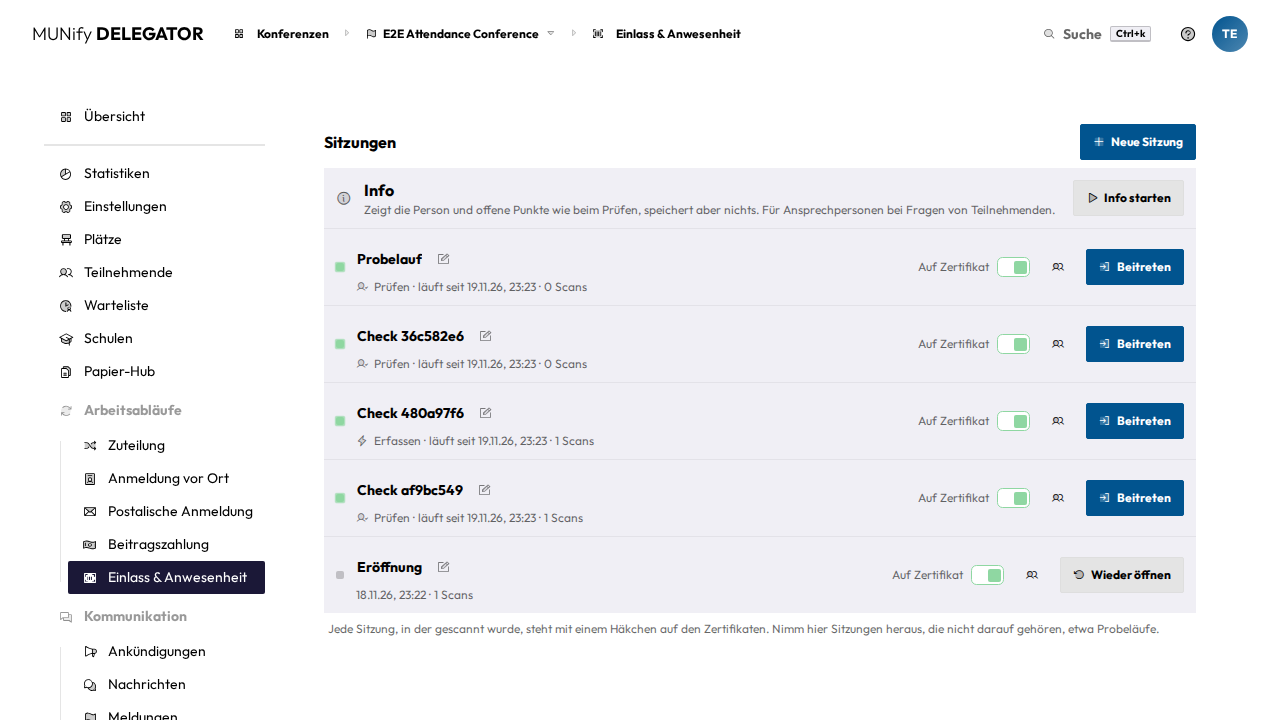 MUNify DELEGATOR
Konferenzen
E2E Attendance Conference
Einlass & Anwesenheit
Suche Ctrl+k
TE
Übersicht
Statistiken
Einstellungen
Plätze
Teilnehmende
Warteliste
Schulen
Papier-Hub
Arbeitsabläufe
Zuteilung
Anmeldung vor Ort
Postalische Anmeldung
Beitragszahlung
Einlass & Anwesenheit
Kommunikation
Ankündigungen
Nachrichten
Meldungen
Sitzungen
Neue Sitzung
Info
Zeigt die Person und offene Punkte wie beim Prüfen, speichert aber nichts. Für Ansprechpersonen bei Fragen von Teilnehmenden.
Info starten
Probelauf
Prüfen · läuft seit 19.11.26, 23:23 · 0 Scans
Auf Zertifikat
Beitreten
Check 36c582e6
Prüfen · läuft seit 19.11.26, 23:23 · 0 Scans
Auf Zertifikat
Beitreten
Check 480a97f6
Erfassen · läuft seit 19.11.26, 23:23 · 1 Scans
Auf Zertifikat
Beitreten
Check af9bc549
Prüfen · läuft seit 19.11.26, 23:23 · 1 Scans
Auf Zertifikat
Beitreten
Eröffnung
18.11.26, 23:22 · 1 Scans
Auf Zertifikat
Wieder öffnen
Jede Sitzung, in der gescannt wurde, steht mit einem Häkchen auf den Zertifikaten. Nimm hier Sitzungen heraus, die nicht darauf gehören, etwa Probeläufe.